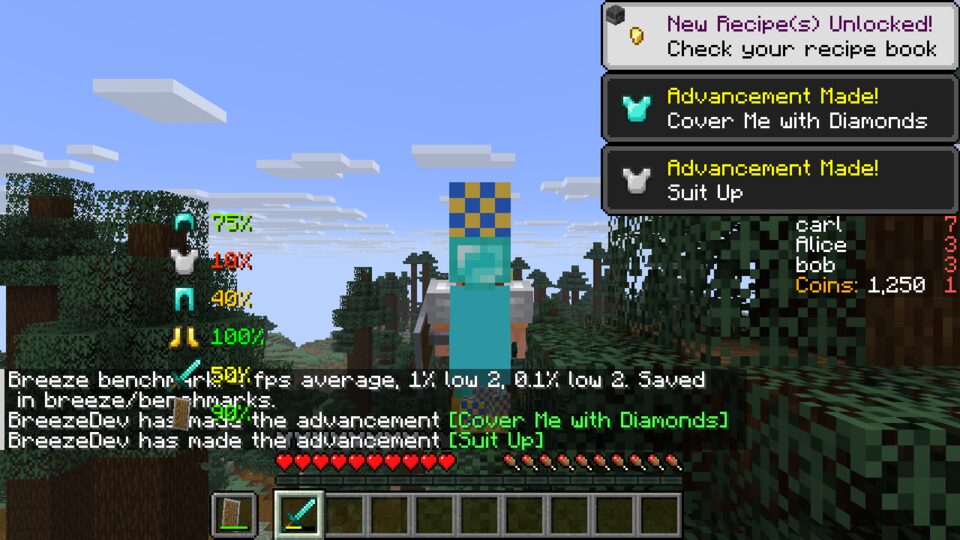 New Recipe(s) Unlocked!
Check your recipe book
Advancement Made!
Cover Me with Diamonds
Advancement Made!
Suit Up
carl 7
Alice 3
bob 3
Coins: 1,250 1
75%
10%
40%
100%
50%
90%
Breeze benchmark: fps average, 1% low 2, 0.1% low 2. Saved
in breeze/benchmarks.
BreezeDev has made the advancement [Cover Me with Diamonds]
BreezeDev has made the advancement [Suit Up]